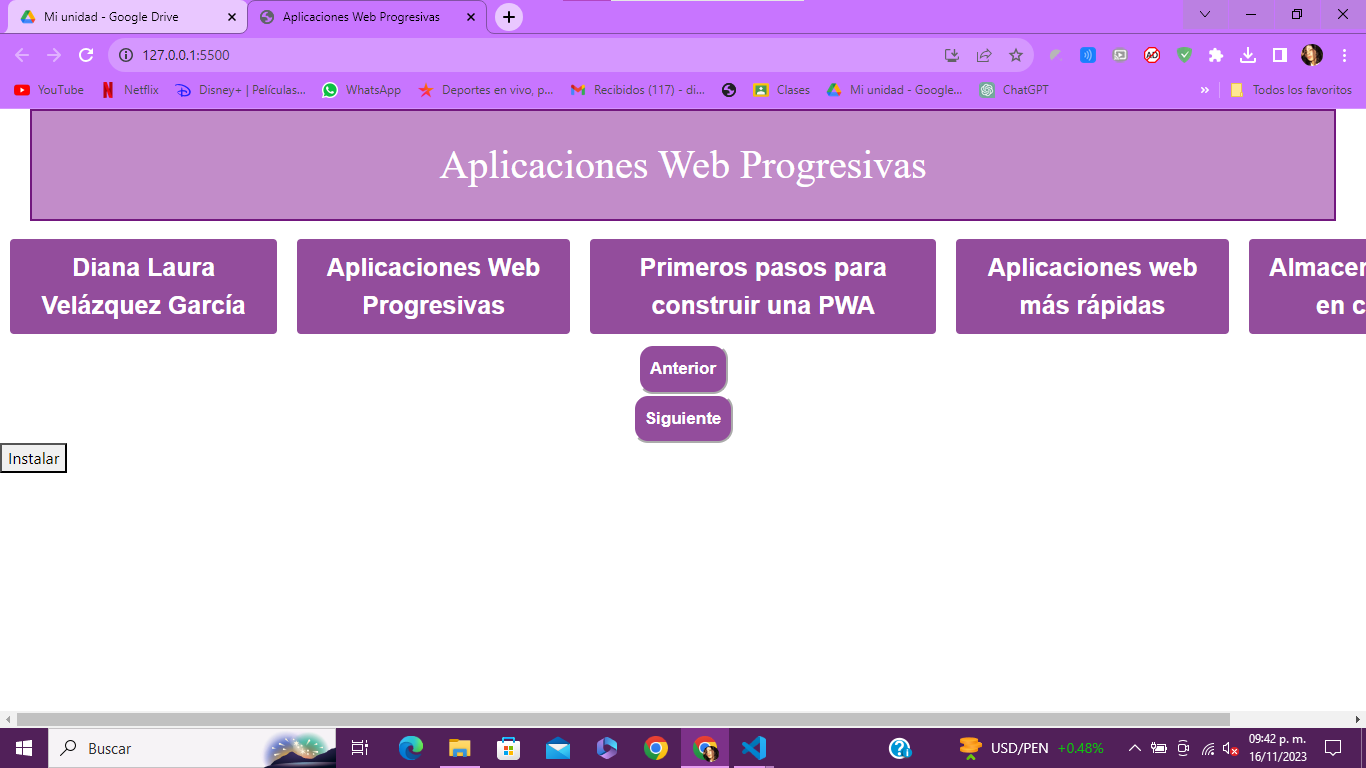 Mi unidad - Google Drive
Aplicaciones Web Progresivas
127.0.0.1:5500
YouTube
Netflix
Disney+ | Películas...
WhatsApp
Deportes en vivo, p...
Recibidos (117) - di...
Clases
Mi unidad - Google...
ChatGPT
»
Todos los favoritos
Aplicaciones Web Progresivas
Diana Laura
Velázquez García
Aplicaciones Web
Progresivas
Primeros pasos para
construir una PWA
Aplicaciones web
más rápidas
Almacen
en c
Anterior
Siguiente
Instalar
Buscar
USD/PEN +0.48%
09:42 p. m.
16/11/2023